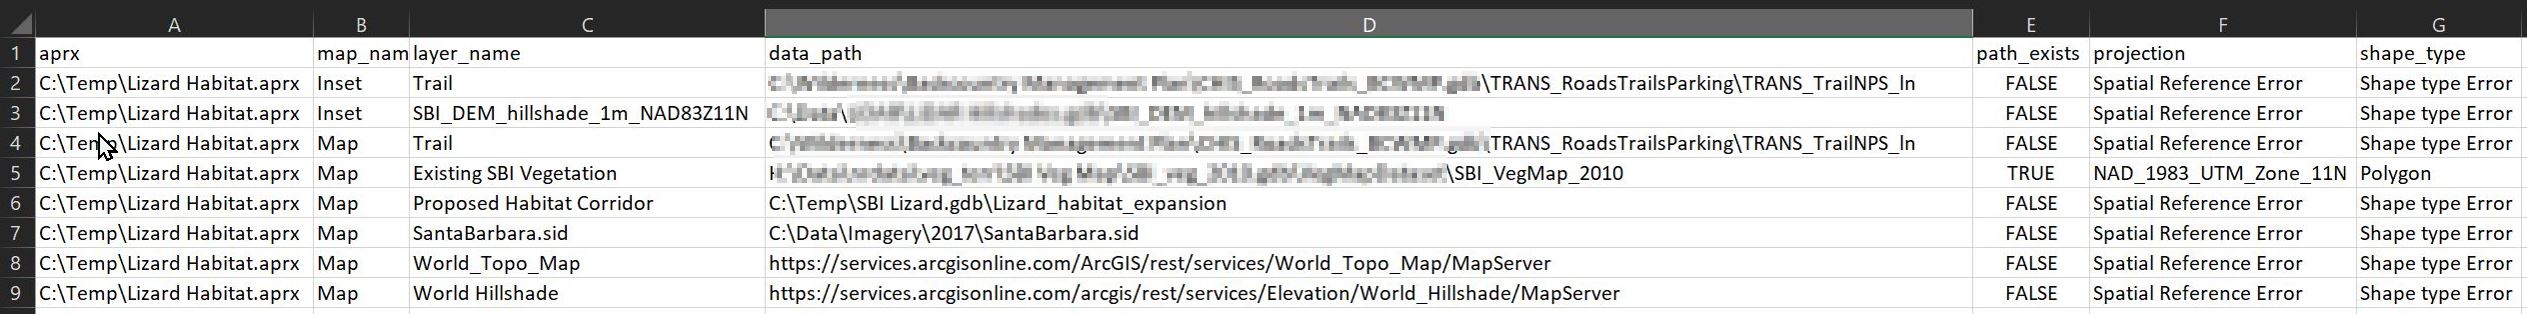 A B C D E F G
1 aprx map_nam layer_name data_path path_exists projection shape_type
2 C:\Temp\Lizard Habitat.aprx Inset Trail \TRANS_RoadsTrailsParking\TRANS_TrailNPS_ln FALSE Spatial Reference Error Shape type Error
3 C:\Temp\Lizard Habitat.aprx Inset SBI_DEM_hillshade_1m_NAD83Z11N FALSE Spatial Reference Error Shape type Error
4 C:\Temp\Lizard Habitat.aprx Map Trail \TRANS_RoadsTrailsParking\TRANS_TrailNPS_ln FALSE Spatial Reference Error Shape type Error
5 C:\Temp\Lizard Habitat.aprx Map Existing SBI Vegetation \SBI_VegMap_2010 TRUE NAD_1983_UTM_Zone_11N Polygon
6 C:\Temp\Lizard Habitat.aprx Map Proposed Habitat Corridor C:\Temp\SBI Lizard.gdb\Lizard_habitat_expansion FALSE Spatial Reference Error Shape type Error
7 C:\Temp\Lizard Habitat.aprx Map SantaBarbara.sid C:\Data\Imagery\2017\SantaBarbara.sid FALSE Spatial Reference Error Shape type Error
8 C:\Temp\Lizard Habitat.aprx Map World_Topo_Map https://services.arcgisonline.com/ArcGIS/rest/services/World_Topo_Map/MapServer FALSE Spatial Reference Error Shape type Error
9 C:\Temp\Lizard Habitat.aprx Map World Hillshade https://services.arcgisonline.com/arcgis/rest/services/Elevation/World_Hillshade/MapServer FALSE Spatial Reference Error Shape type Error